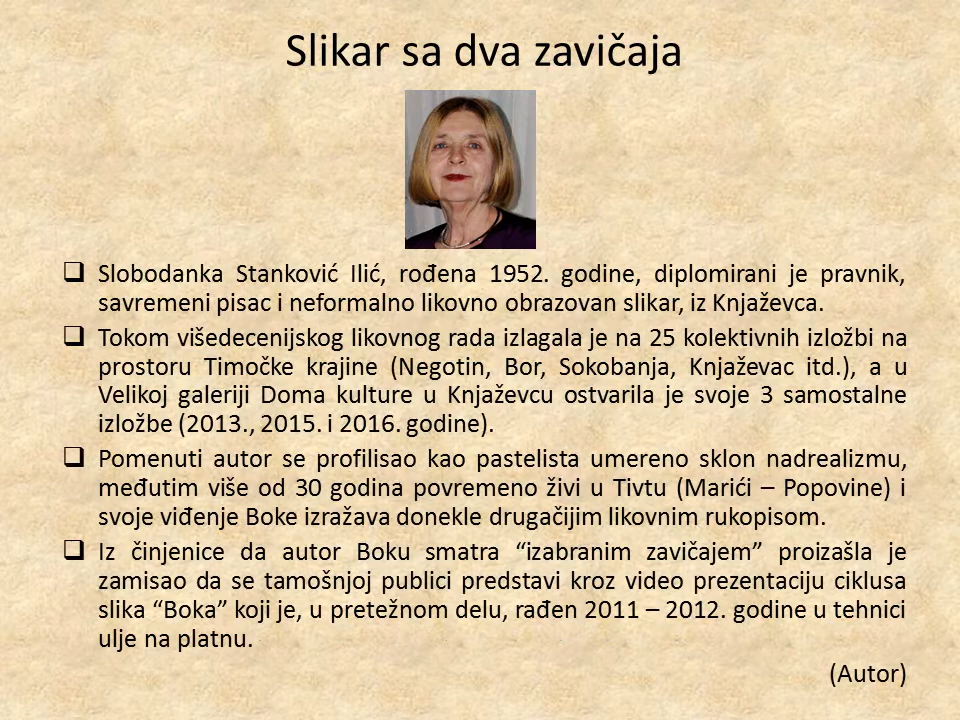 Slikar sa dva zavičaja
Slobodanka Stanković Ilić, rođena 1952. godine, diplomirani je pravnik,
savremeni pisac i neformalno likovno obrazovan slikar, iz Knjaževca.
Tokom višedecenijskog likovnog rada izlagala je na 25 kolektivnih izložbi na
prostoru Timočke krajine (Negotin, Bor, Sokobanja, Knjaževac itd.), a u
Velikoj galeriji Doma kulture u Knjaževcu ostvarila je svoje 3 samostalne
izložbe (2013., 2015. i 2016. godine).
Pomenuti autor se profilisao kao pastelista umereno sklon nadrealizmu,
međutim više od 30 godina povremeno živi u Tivtu (Marići – Popovine) i
svoje viđenje Boke izražava donekle drugačijim likovnim rukopisom.
Iz činjenice da autor Boku smatra “izabranim zavičajem” proizašla je
zamisao da se tamošnjoj publici predstavi kroz video prezentaciju ciklusa
slika “Boka” koji je, u pretežnom delu, rađen 2011 – 2012. godine u tehnici
ulje na platnu.
(Autor)